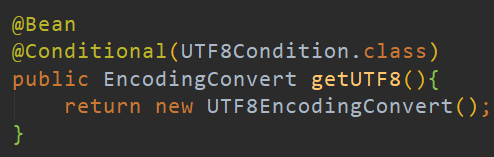 @Bean
@Conditional(UTF8Condition.class)
public EncodingConvert getUTF8(){
    return new UTF8EncodingConvert();
}